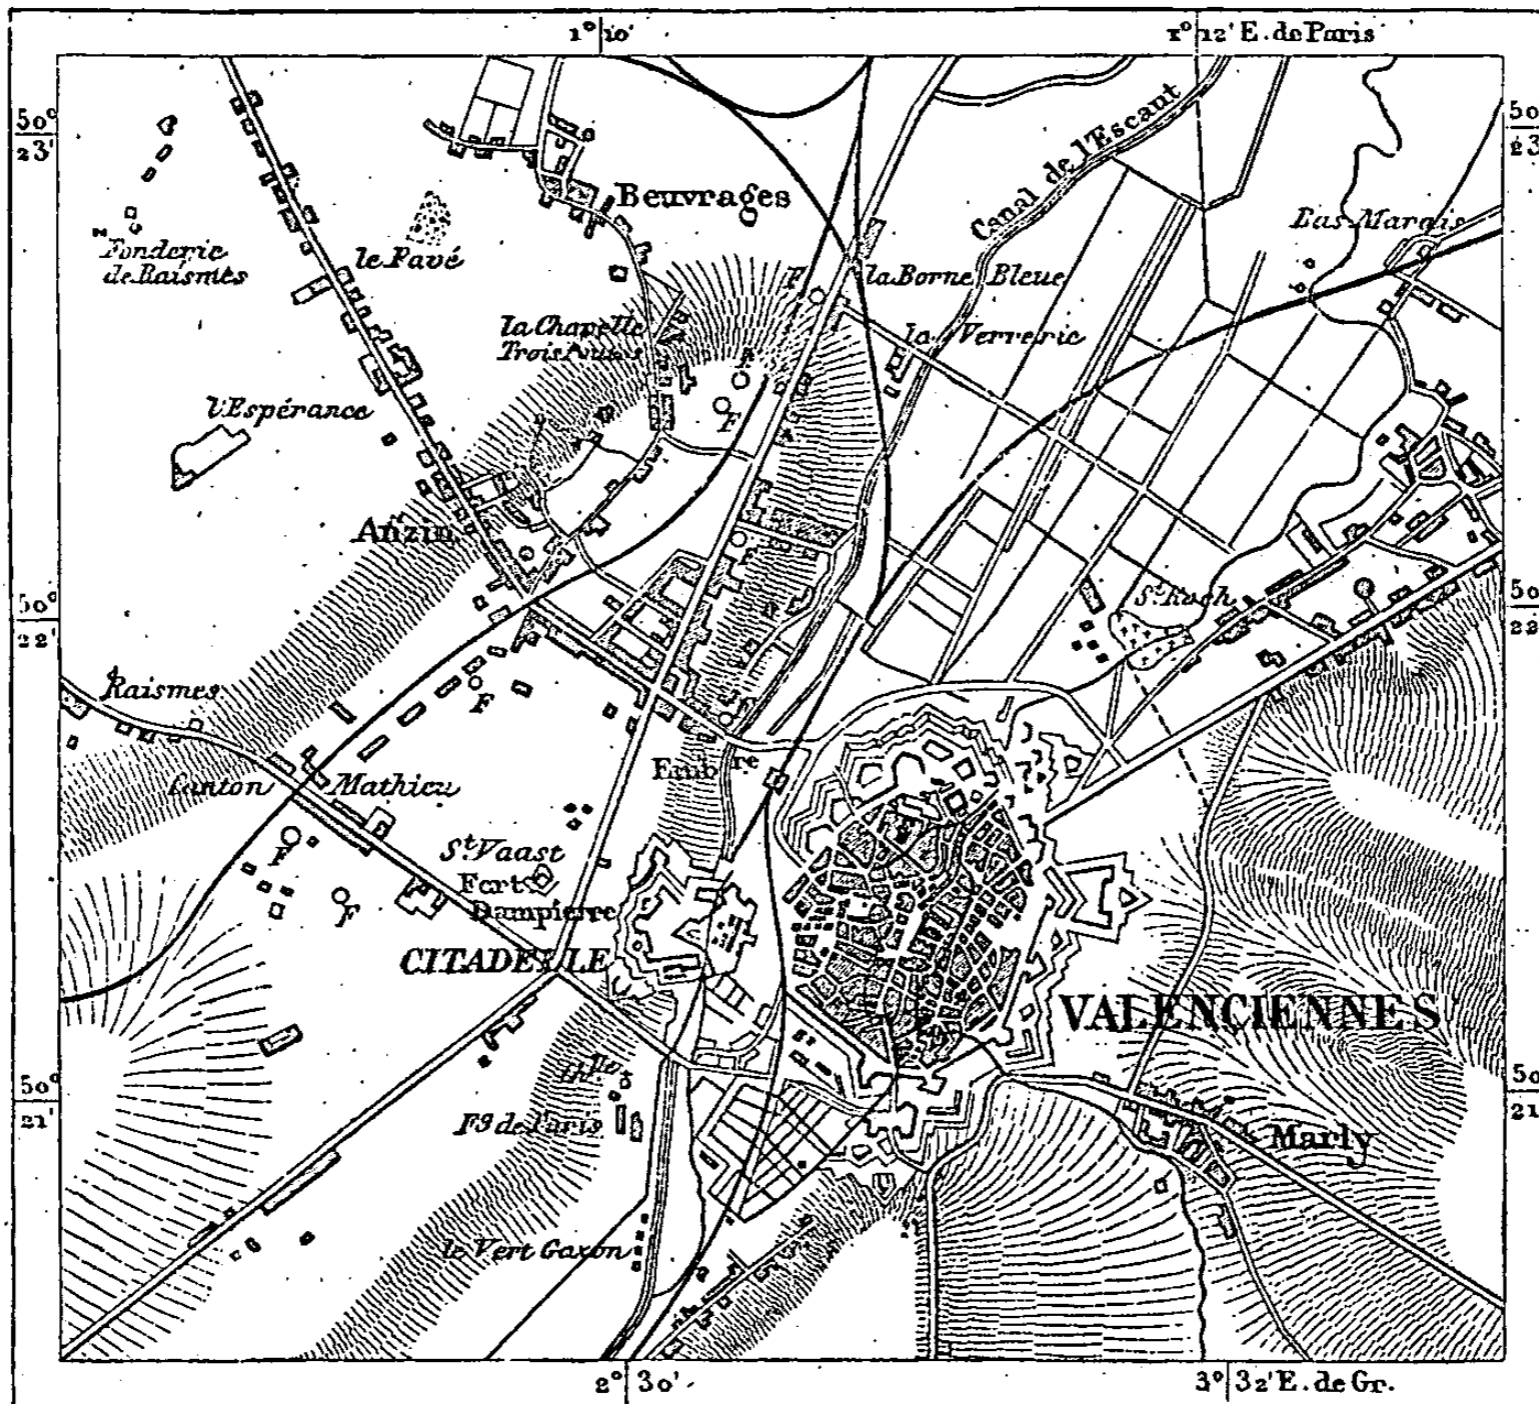 1° 10'
1° 12' E. de Paris
50°
23'
50
23
Canal de l'Escaut
Beuvrages
Bas Marais
Fonderie
de Raismes
le Pavé
F
la Borne Bleue
la Chapelle
la Verrerie
F
l'Espérance
Anzin
50°
22'
50
22
St. Roch
Raismes
F
Canton Mathieu
F
St. Vaast
Fort
Dampierre
F
CITADELLE
VALENCIENNES
50°
21'
50
21
Fg de Paris
Marly
le Vert Gazon
2° 30'
3° 32' E. de Gr.